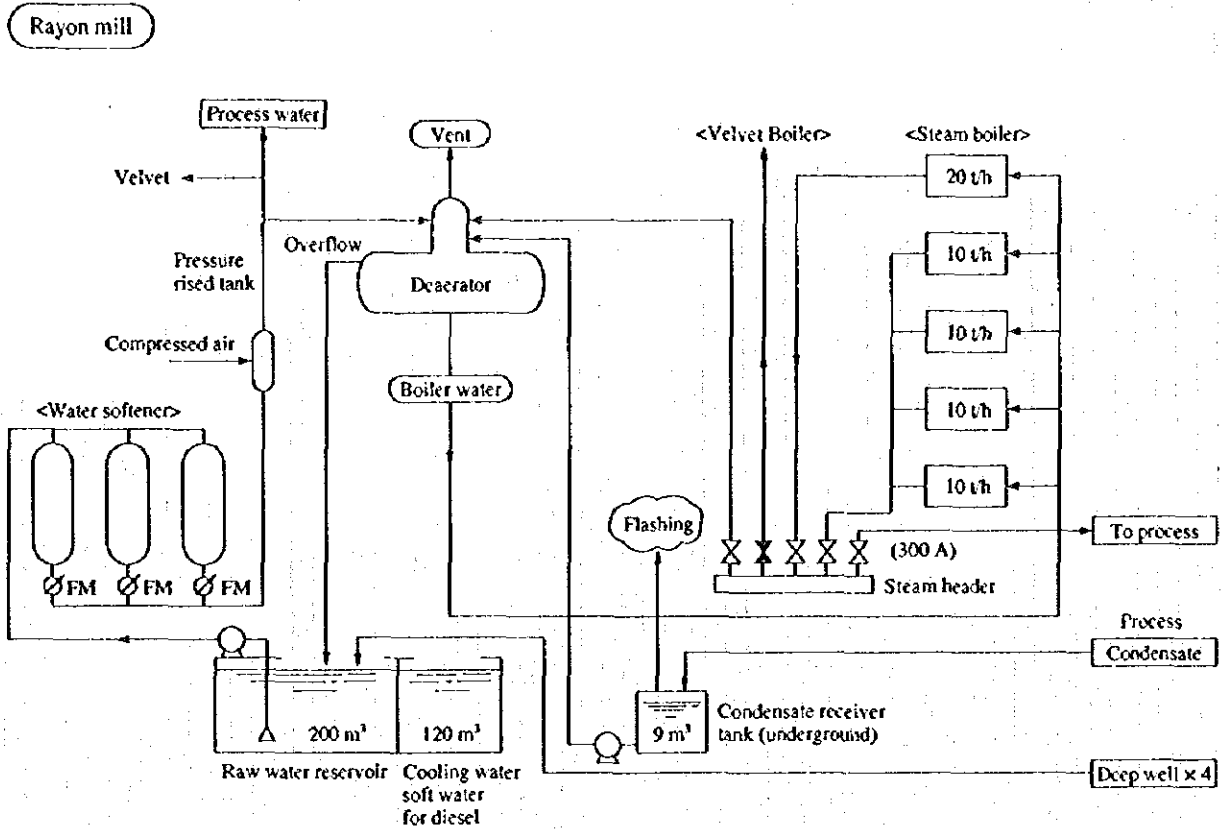 Rayon mill
Process water
Vent
<Velvet Boiler>
<Steam boiler>
Velvet
20 t/h
10 t/h
10 t/h
10 t/h
10 t/h
Overflow
Pressure
rised tank
Deaerator
Compressed air
Boiler water
<Water softener>
Flashing
(300 A)
To process
FM
FM
FM
Steam header
Process
Condensate
200 m³
120 m³
9 m³
Condensate receiver
tank (underground)
Raw water reservoir
Cooling water
soft water
for diesel
Deep well × 4